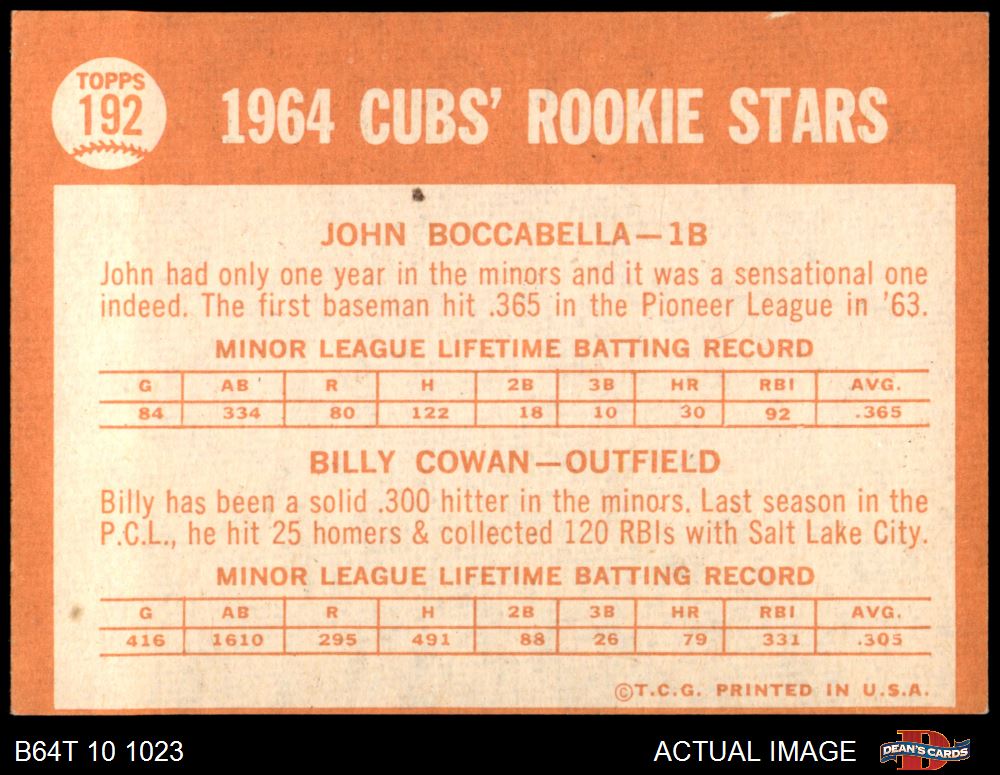 TOPPS
192
1964 CUBS' ROOKIE STARS
JOHN BOCCABELLA—1B
John had only one year in the minors and it was a sensational one
indeed. The first baseman hit .365 in the Pioneer League in '63.
MINOR LEAGUE LIFETIME BATTING RECORD
G AB R H 2B 3B HR RBI AVG.
84 334 80 122 18 10 30 92 .365
BILLY COWAN—OUTFIELD
Billy has been a solid .300 hitter in the minors. Last season in the
P.C.L., he hit 25 homers & collected 120 RBIs with Salt Lake City.
MINOR LEAGUE LIFETIME BATTING RECORD
G AB R H 2B 3B HR RBI AVG.
416 1610 295 491 88 26 79 331 .305
©T.C.G. PRINTED IN U.S.A.
B64T 10 1023
ACTUAL IMAGE
D
DEAN'S CARDS